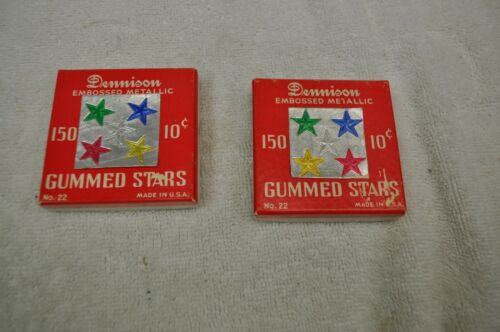 Dennison
EMBOSSED METALLIC
150 10¢
GUMMED STARS
No. 22 MADE IN U.S.A.
Dennison
EMBOSSED METALLIC
150 10¢
GUMMED STARS
No. 22 MADE IN U.S.A.